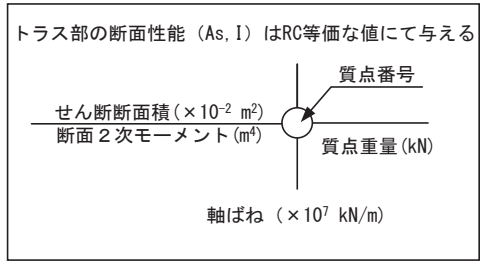 トラス部の断面性能（As,I）はRC等価な値にて与える
質点番号
せん断断面積(×10⁻² m²)
断面２次モーメント(m⁴)
質点重量(kN)
軸ばね（×10⁷ kN/m)